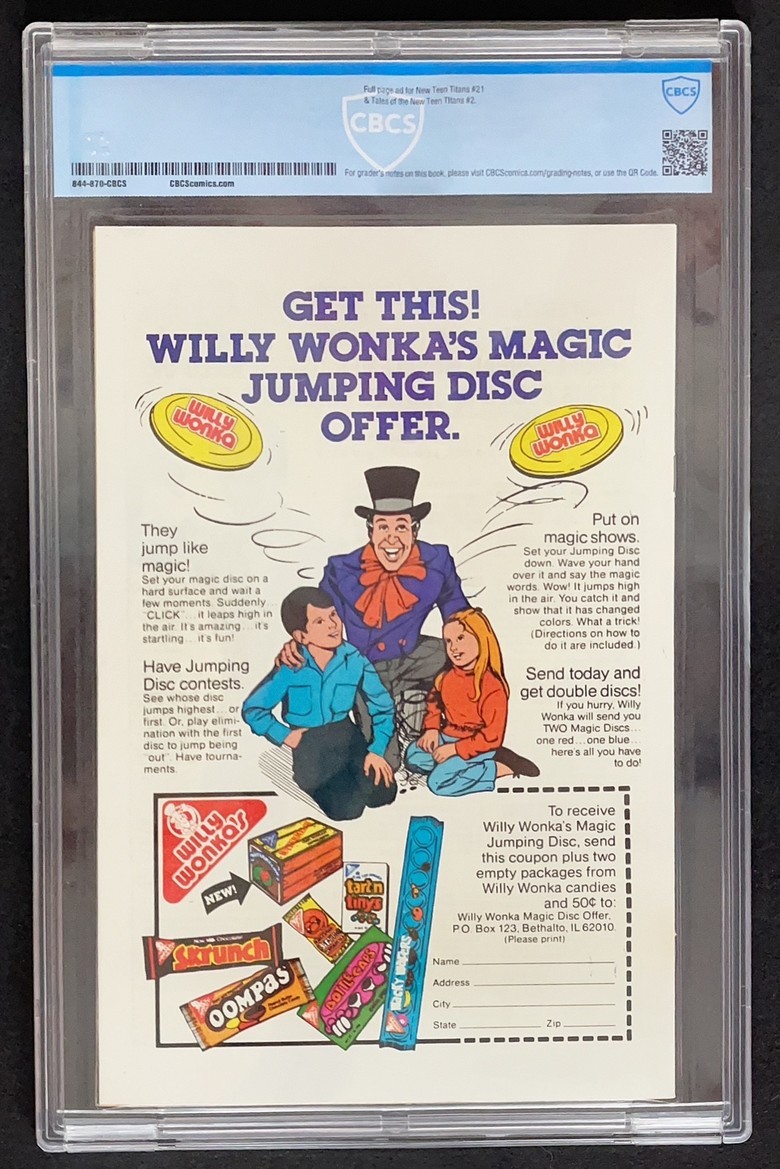 Full page ad for New Teen Titans #21
& Tales of the New Teen Titans #2.
CBCS
CBCS
844-870-CBCS
CBCScomics.com
For grader's notes on this book, please visit CBCScomics.com/grading-notes, or use the QR Code.
GET THIS!
WILLY WONKA'S MAGIC
JUMPING DISC
OFFER.
WILLY
WONKA
WILLY
WONKA
They
jump like
magic!
Set your magic disc on a
hard surface and wait a
few moments. Suddenly...
"CLICK"...it leaps high in
the air. It's amazing...it's
startling...it's fun!
Have Jumping
Disc contests.
See whose disc
jumps highest...or
first. Or, play elimi-
nation with the first
disc to jump being
"out". Have tourna-
ments.
Put on
magic shows.
Set your Jumping Disc
down. Wave your hand
over it and say the magic
words. Wow! It jumps high
in the air. You catch it and
show that it has changed
colors. What a trick!
(Directions on how to
do it are included.)
Send today and
get double discs!
If you hurry, Willy
Wonka will send you
TWO Magic Discs...
one red...one blue...
here's all you have
to do!
WILLY
WONKA'S
NEW!
tart n
tinys
Skrunch
OOMPAS
BOTTLE CAPS
WACKY WAFERS
To receive
Willy Wonka's Magic
Jumping Disc, send
this coupon plus two
empty packages from
Willy Wonka candies
and 50¢ to:
Willy Wonka Magic Disc Offer,
P.O. Box 123, Bethalto, IL 62010.
(Please print)
Name
Address
City
State Zip